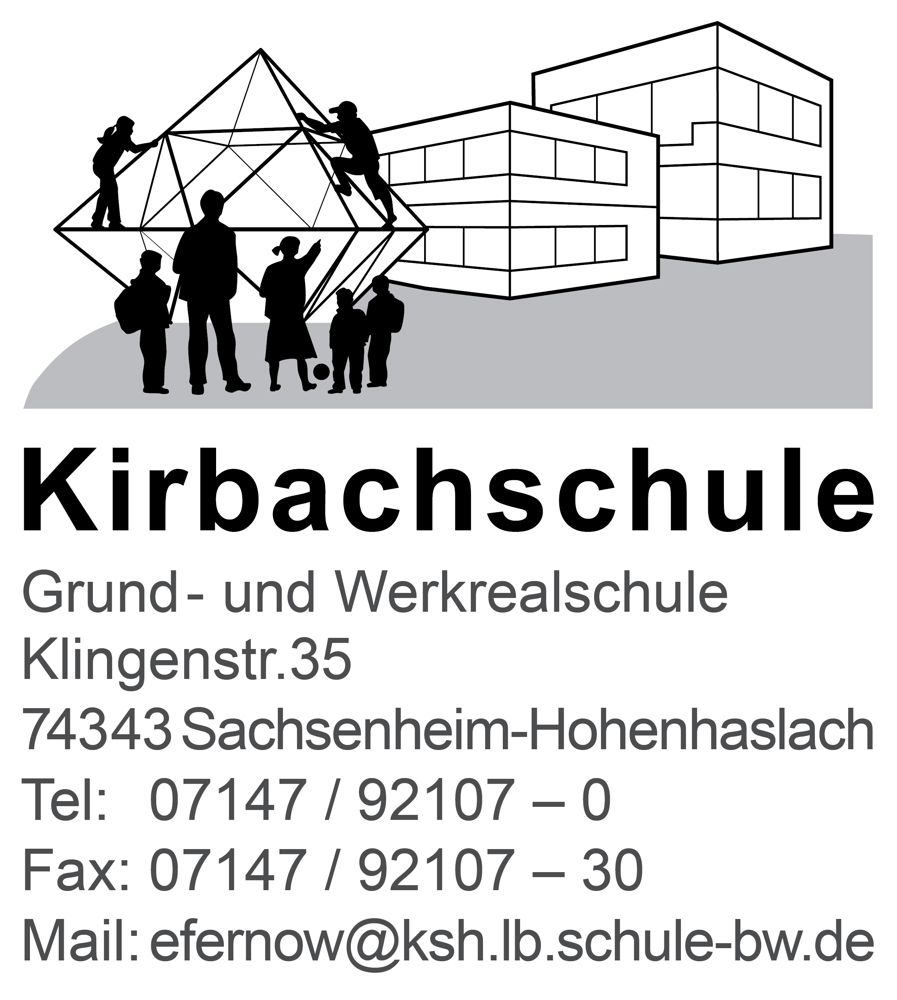 Kirbachschule
Grund- und Werkrealschule
Klingenstr.35
74343 Sachsenheim-Hohenhaslach
Tel: 07147 / 92107 – 0
Fax: 07147 / 92107 – 30
Mail: efernow@ksh.lb.schule-bw.de